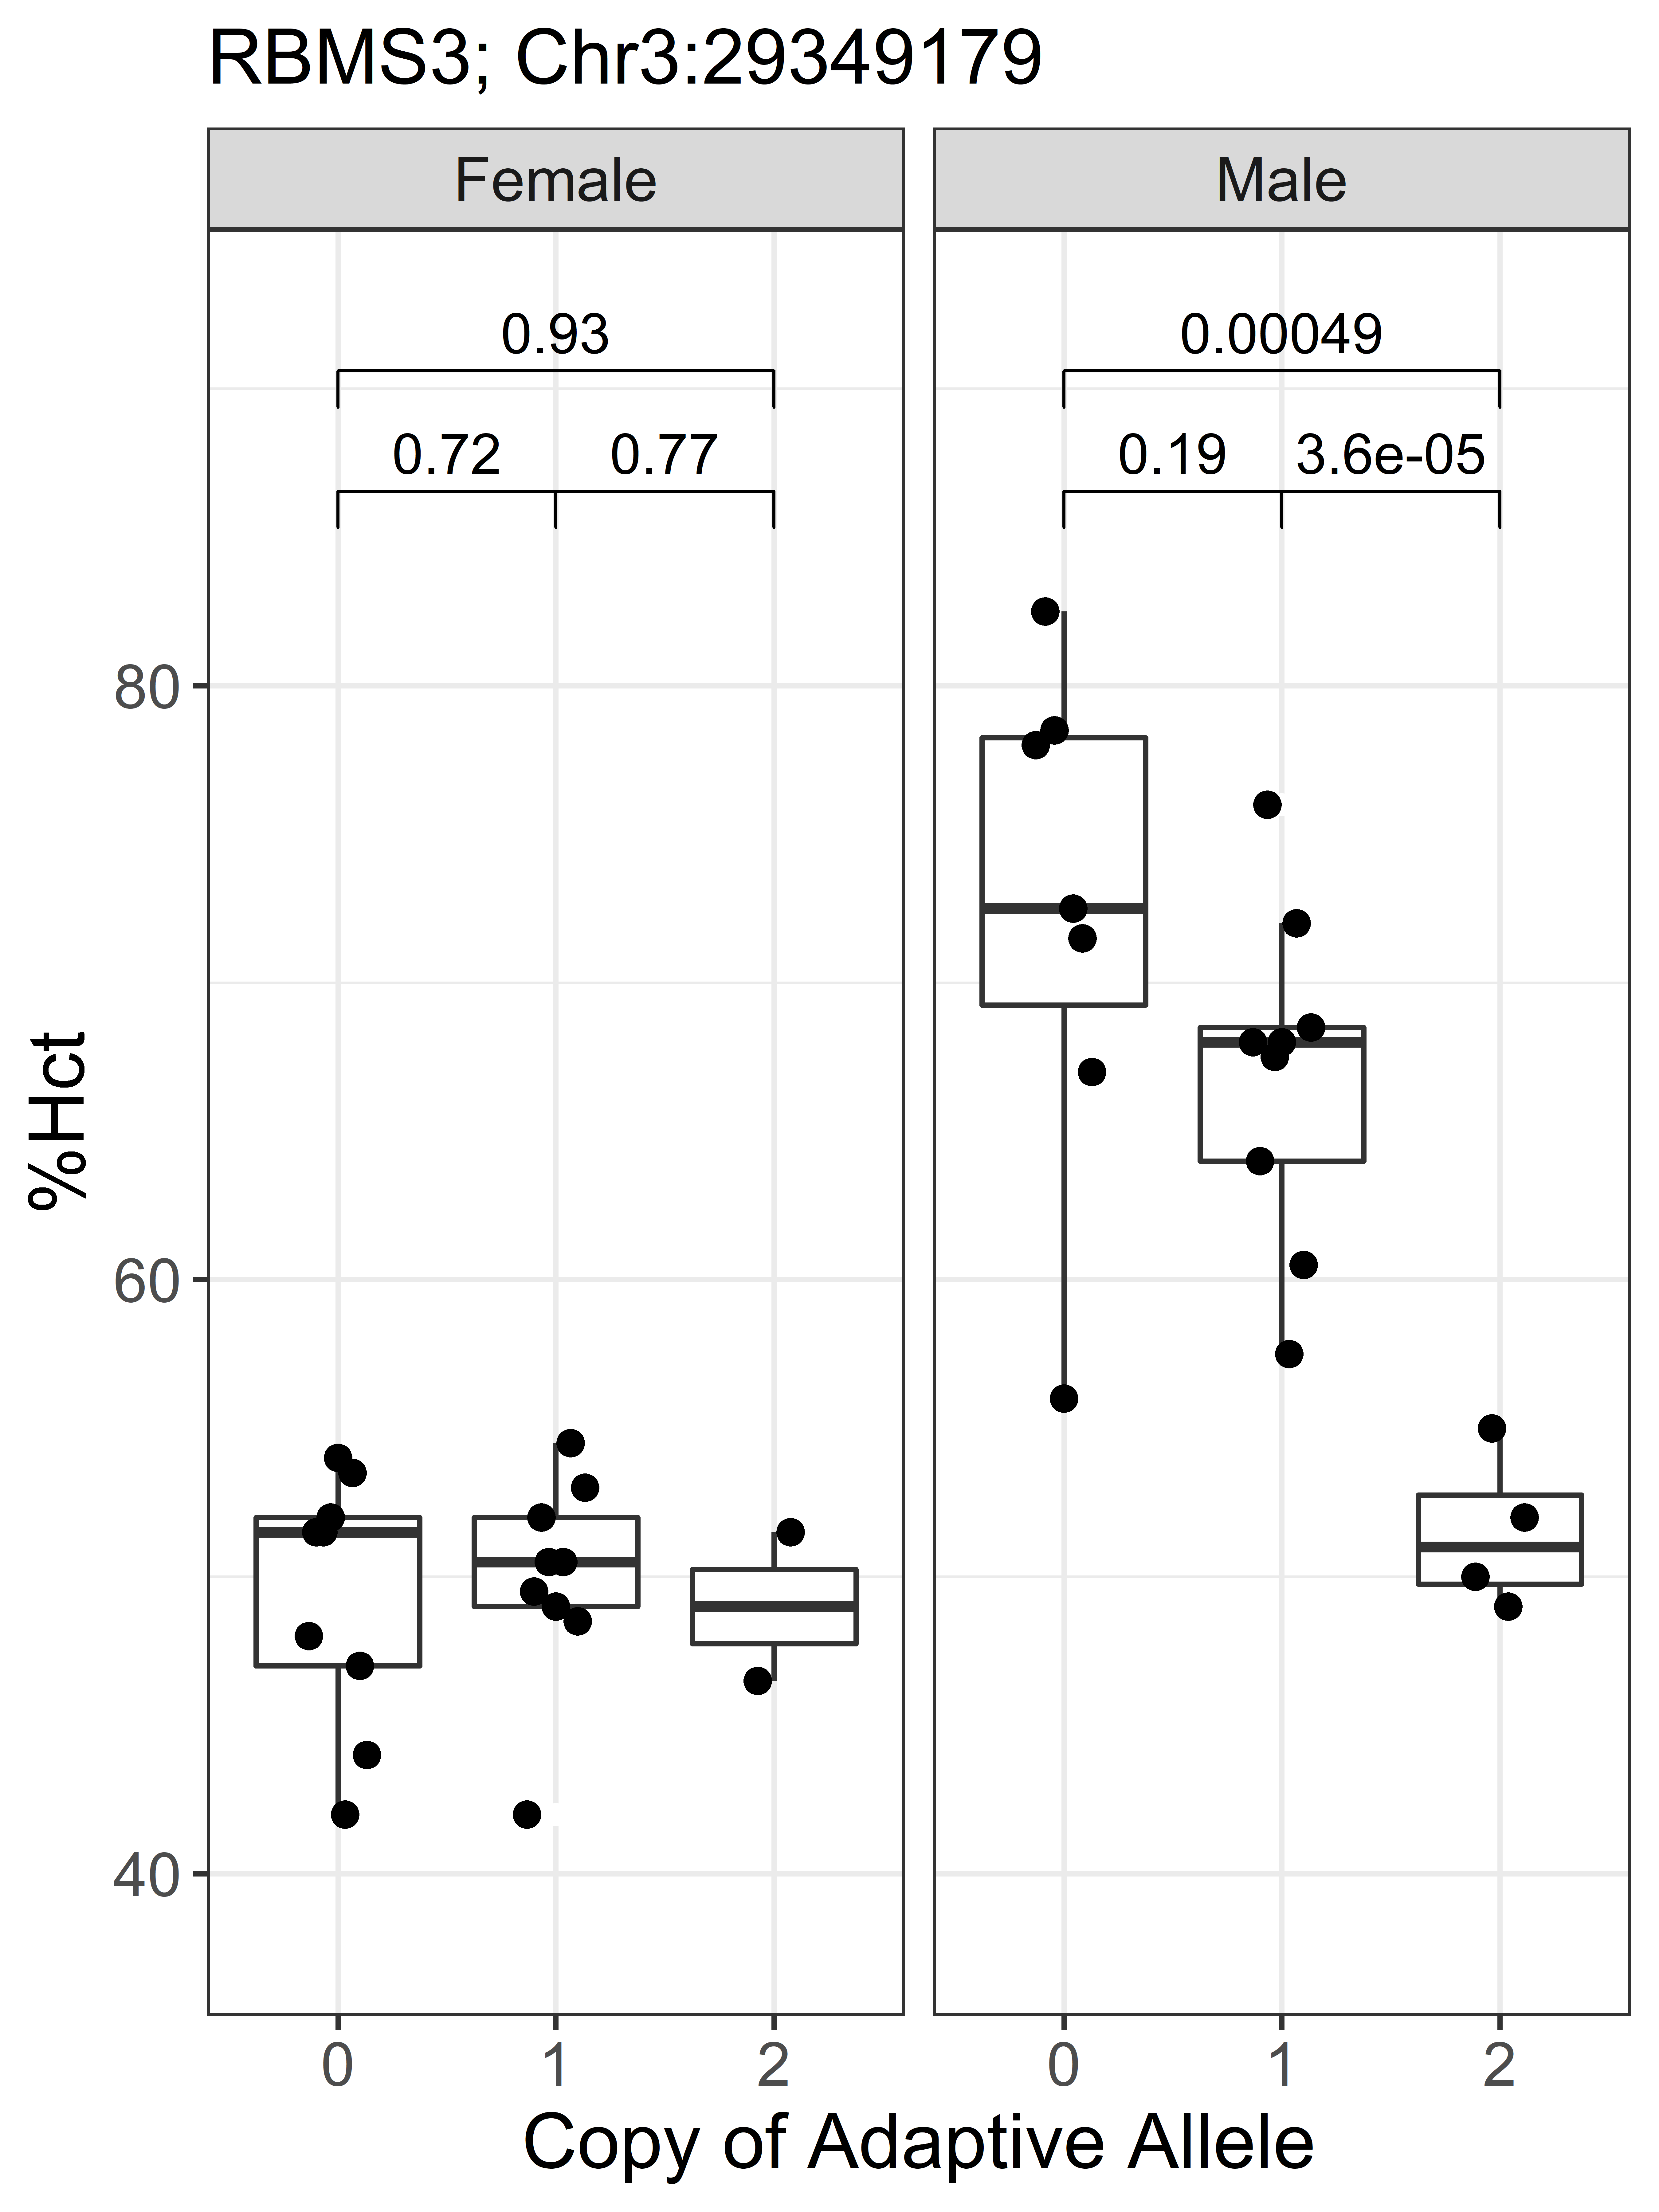 RBMS3; Chr3:29349179
Female
Male
0.93
0.00049
0.72
0.77
0.19
3.6e-05
80
60
40
%Hct
0
1
2
0
1
2
Copy of Adaptive Allele